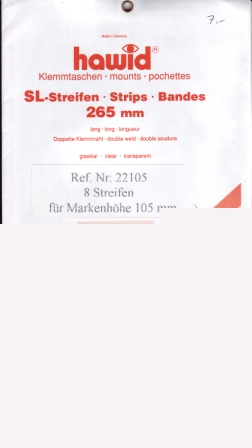 7.-
Made in Germany
hawid®
Klemmtaschen · mounts · pochettes
SL-Streifen · Strips · Bandes
265 mm
lang · long · longueur
Doppelte Klemmnaht · double weld · double soudure
glasklar · clear · transparent
Ref. Nr: 22105
8 Streifen
für Markenhöhe 105 mm